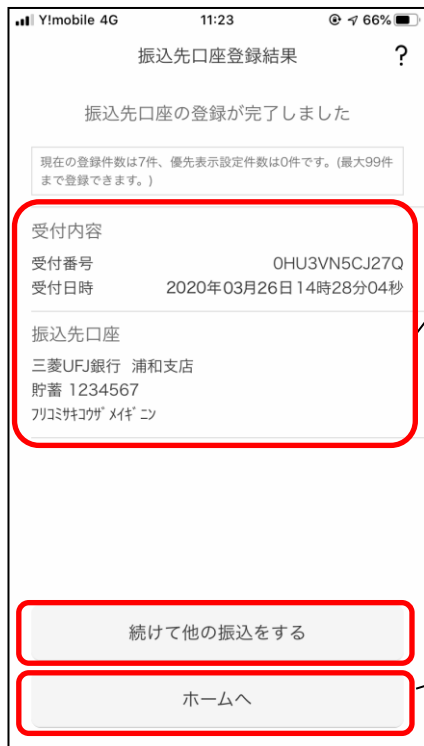 Y!mobile 4G 11:23 66%
振込先口座登録結果 ?
振込先口座の登録が完了しました
現在の登録件数は7件、優先表示設定件数は0件です。(最大99件
まで登録できます。)
受付内容
受付番号 0HU3VN5CJ27Q
受付日時 2020年03月26日14時28分04秒
振込先口座
三菱UFJ銀行 浦和支店
貯蓄 1234567
ﾌﾘｺﾐｻｷｺｳｻﾞﾒｲｷﾞﾆﾝ
続けて他の振込をする
ホームへ